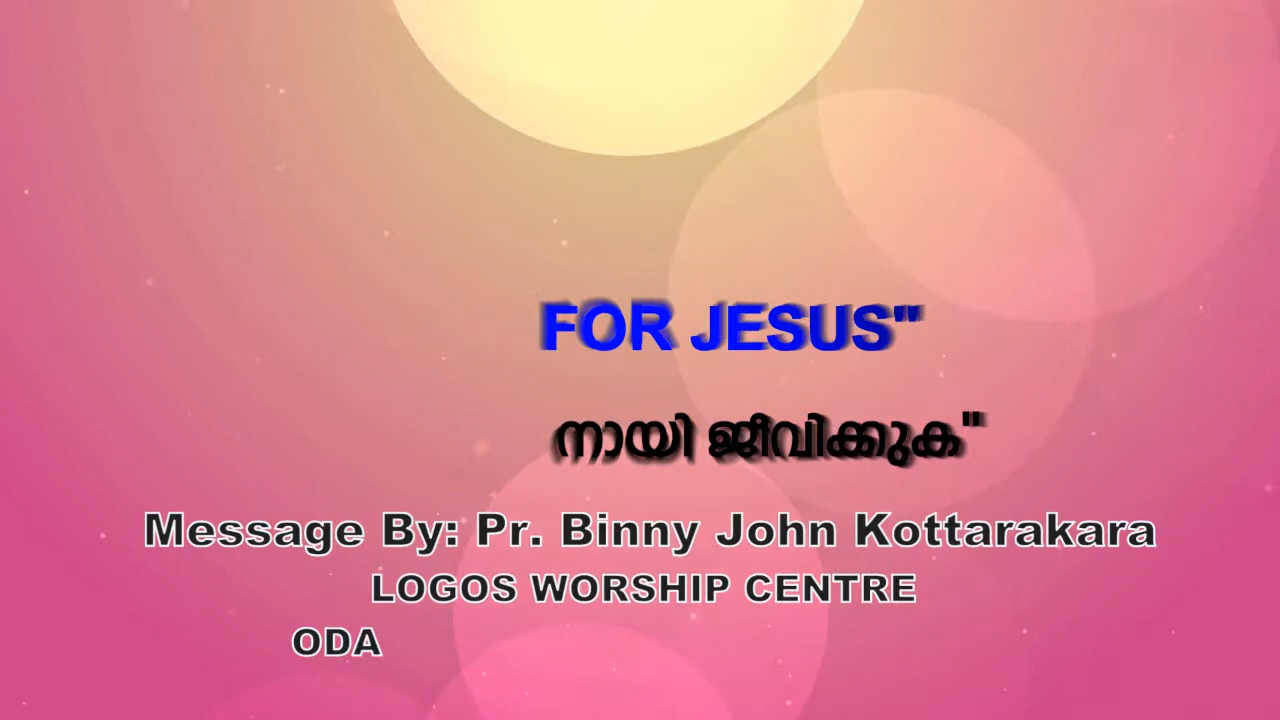 FOR JESUS"
നായി ജീവിക്കുക"
Message By: Pr. Binny John Kottarakara
LOGOS WORSHIP CENTRE
ODA